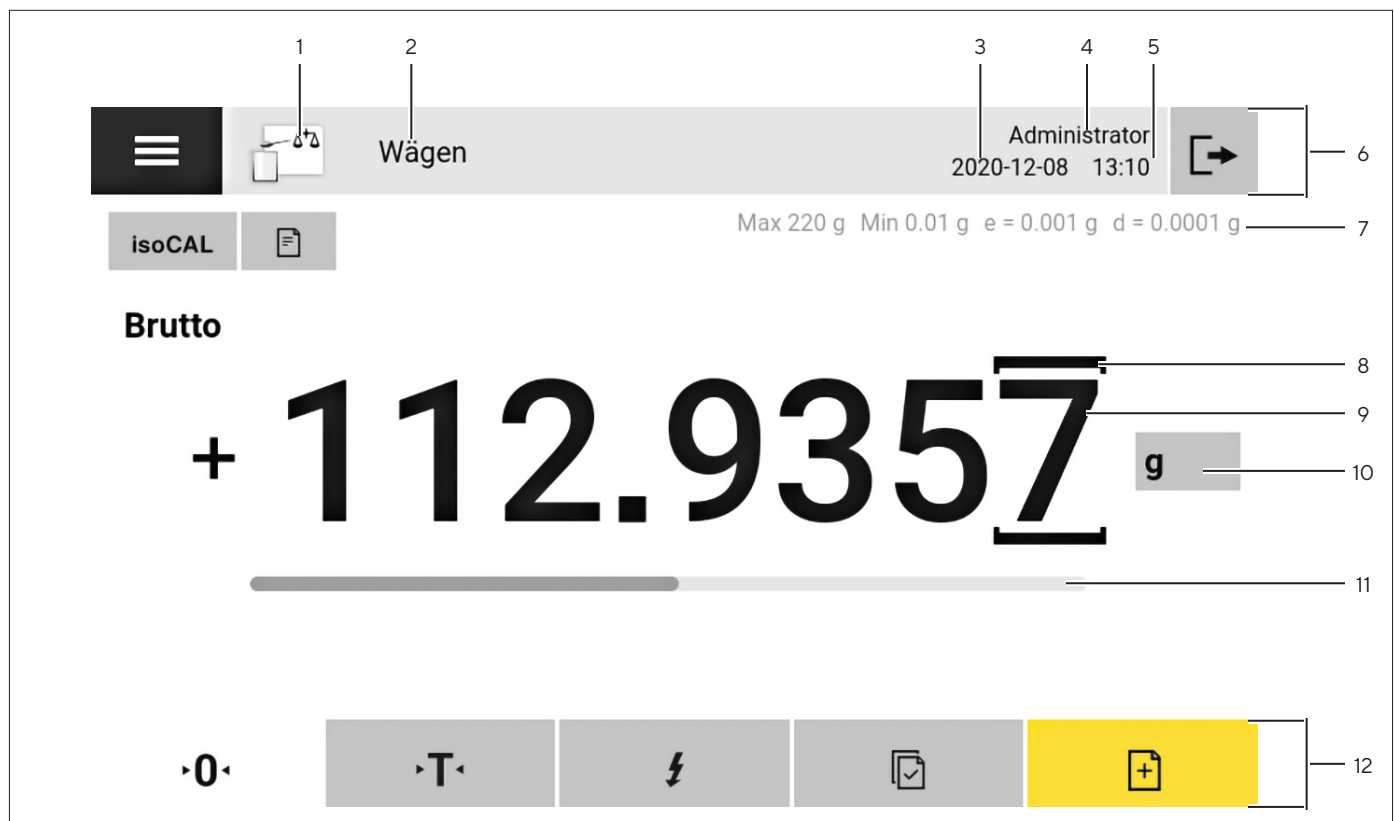 1 2 3 4 5
Administrator
Wägen
2020-12-08 13:10
6
Max 220 g Min 0.01 g e = 0.001 g d = 0.0001 g
7
isoCAL
Brutto
8
+ 112.9357
9
g
10
11
0 T
12